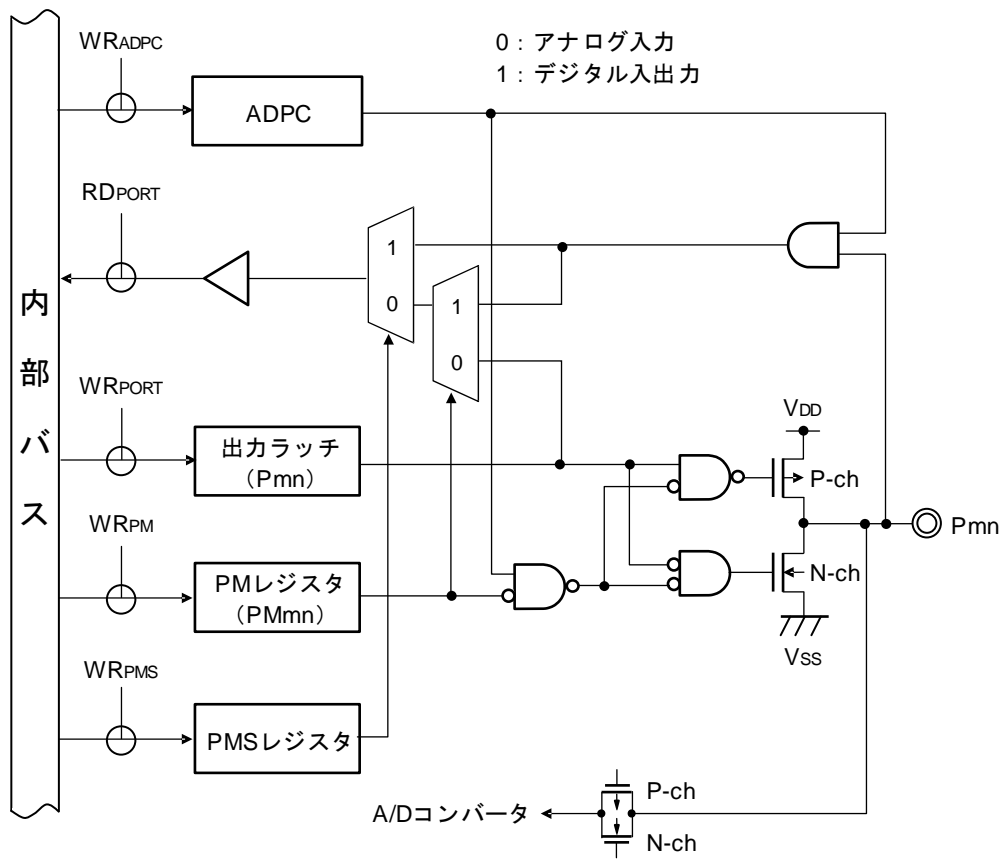 WRADPC
0：アナログ入力
1：デジタル入出力
ADPC
RDPORT
1
0
1
0
内部バス
WRPORT
出力ラッチ
（Pmn）
VDD
P-ch
Pmn
N-ch
VSS
WRPM
PMレジスタ
（PMmn）
WRPMS
PMSレジスタ
P-ch
A/Dコンバータ
N-ch